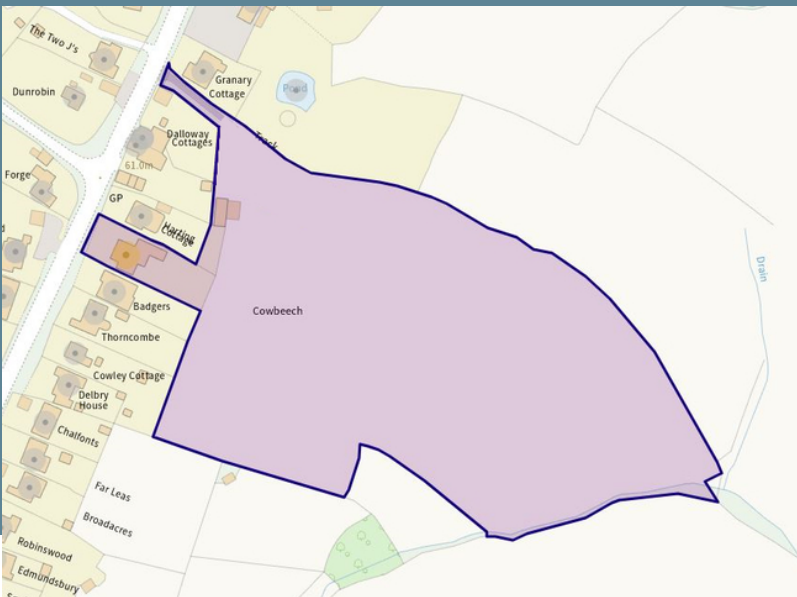 The Two J's
Granary
Cottage
Pond
Dunrobin
Track
Dalloway
Cottages
61.0m
Forge
GP
Harting
Cottage
Drain
Badgers
Cowbeech
Thorncombe
Cowley Cottage
Delbry
House
Chalfonts
Far Leas
Broadacres
Robinswood
Edmundsbury